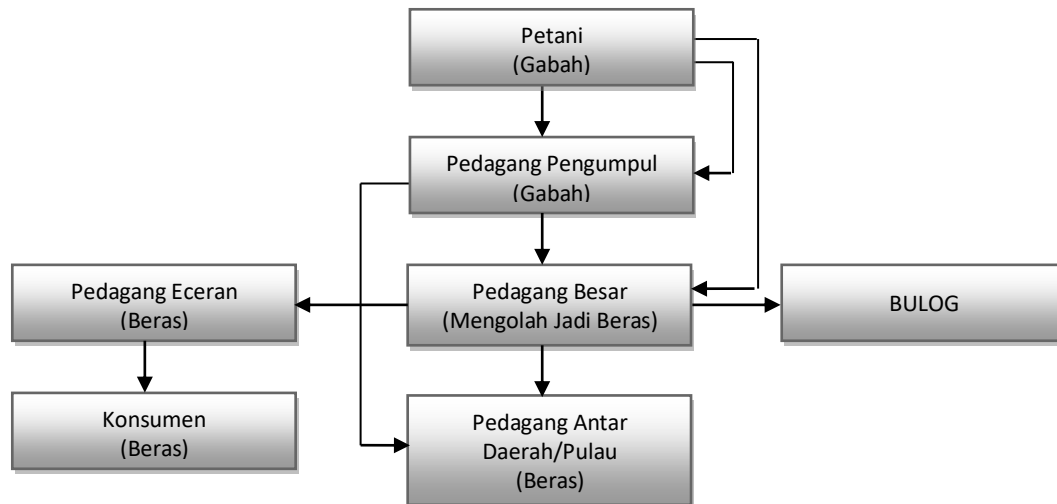 Petani
(Gabah)
Pedagang Pengumpul
(Gabah)
Pedagang Eceran
(Beras)
Pedagang Besar
(Mengolah Jadi Beras)
BULOG
Konsumen
(Beras)
Pedagang Antar
Daerah/Pulau
(Beras)